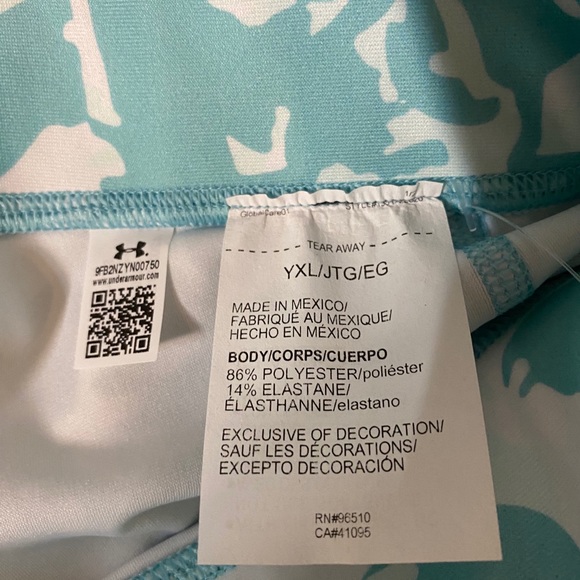 9FB2NZYN00750
www.underarmour.com
- TEAR AWAY -
YXL/JTG/EG
MADE IN MEXICO/
FABRIQUÉ AU MEXIQUE/
HECHO EN MÉXICO
BODY/CORPS/CUERPO
86% POLYESTER/poliéster
14% ELASTANE/
ÉLASTHANNE/elastano
EXCLUSIVE OF DECORATION/
SAUF LES DÉCORATIONS/
EXCEPTO DECORACIÓN
RN#96510
CA#41095